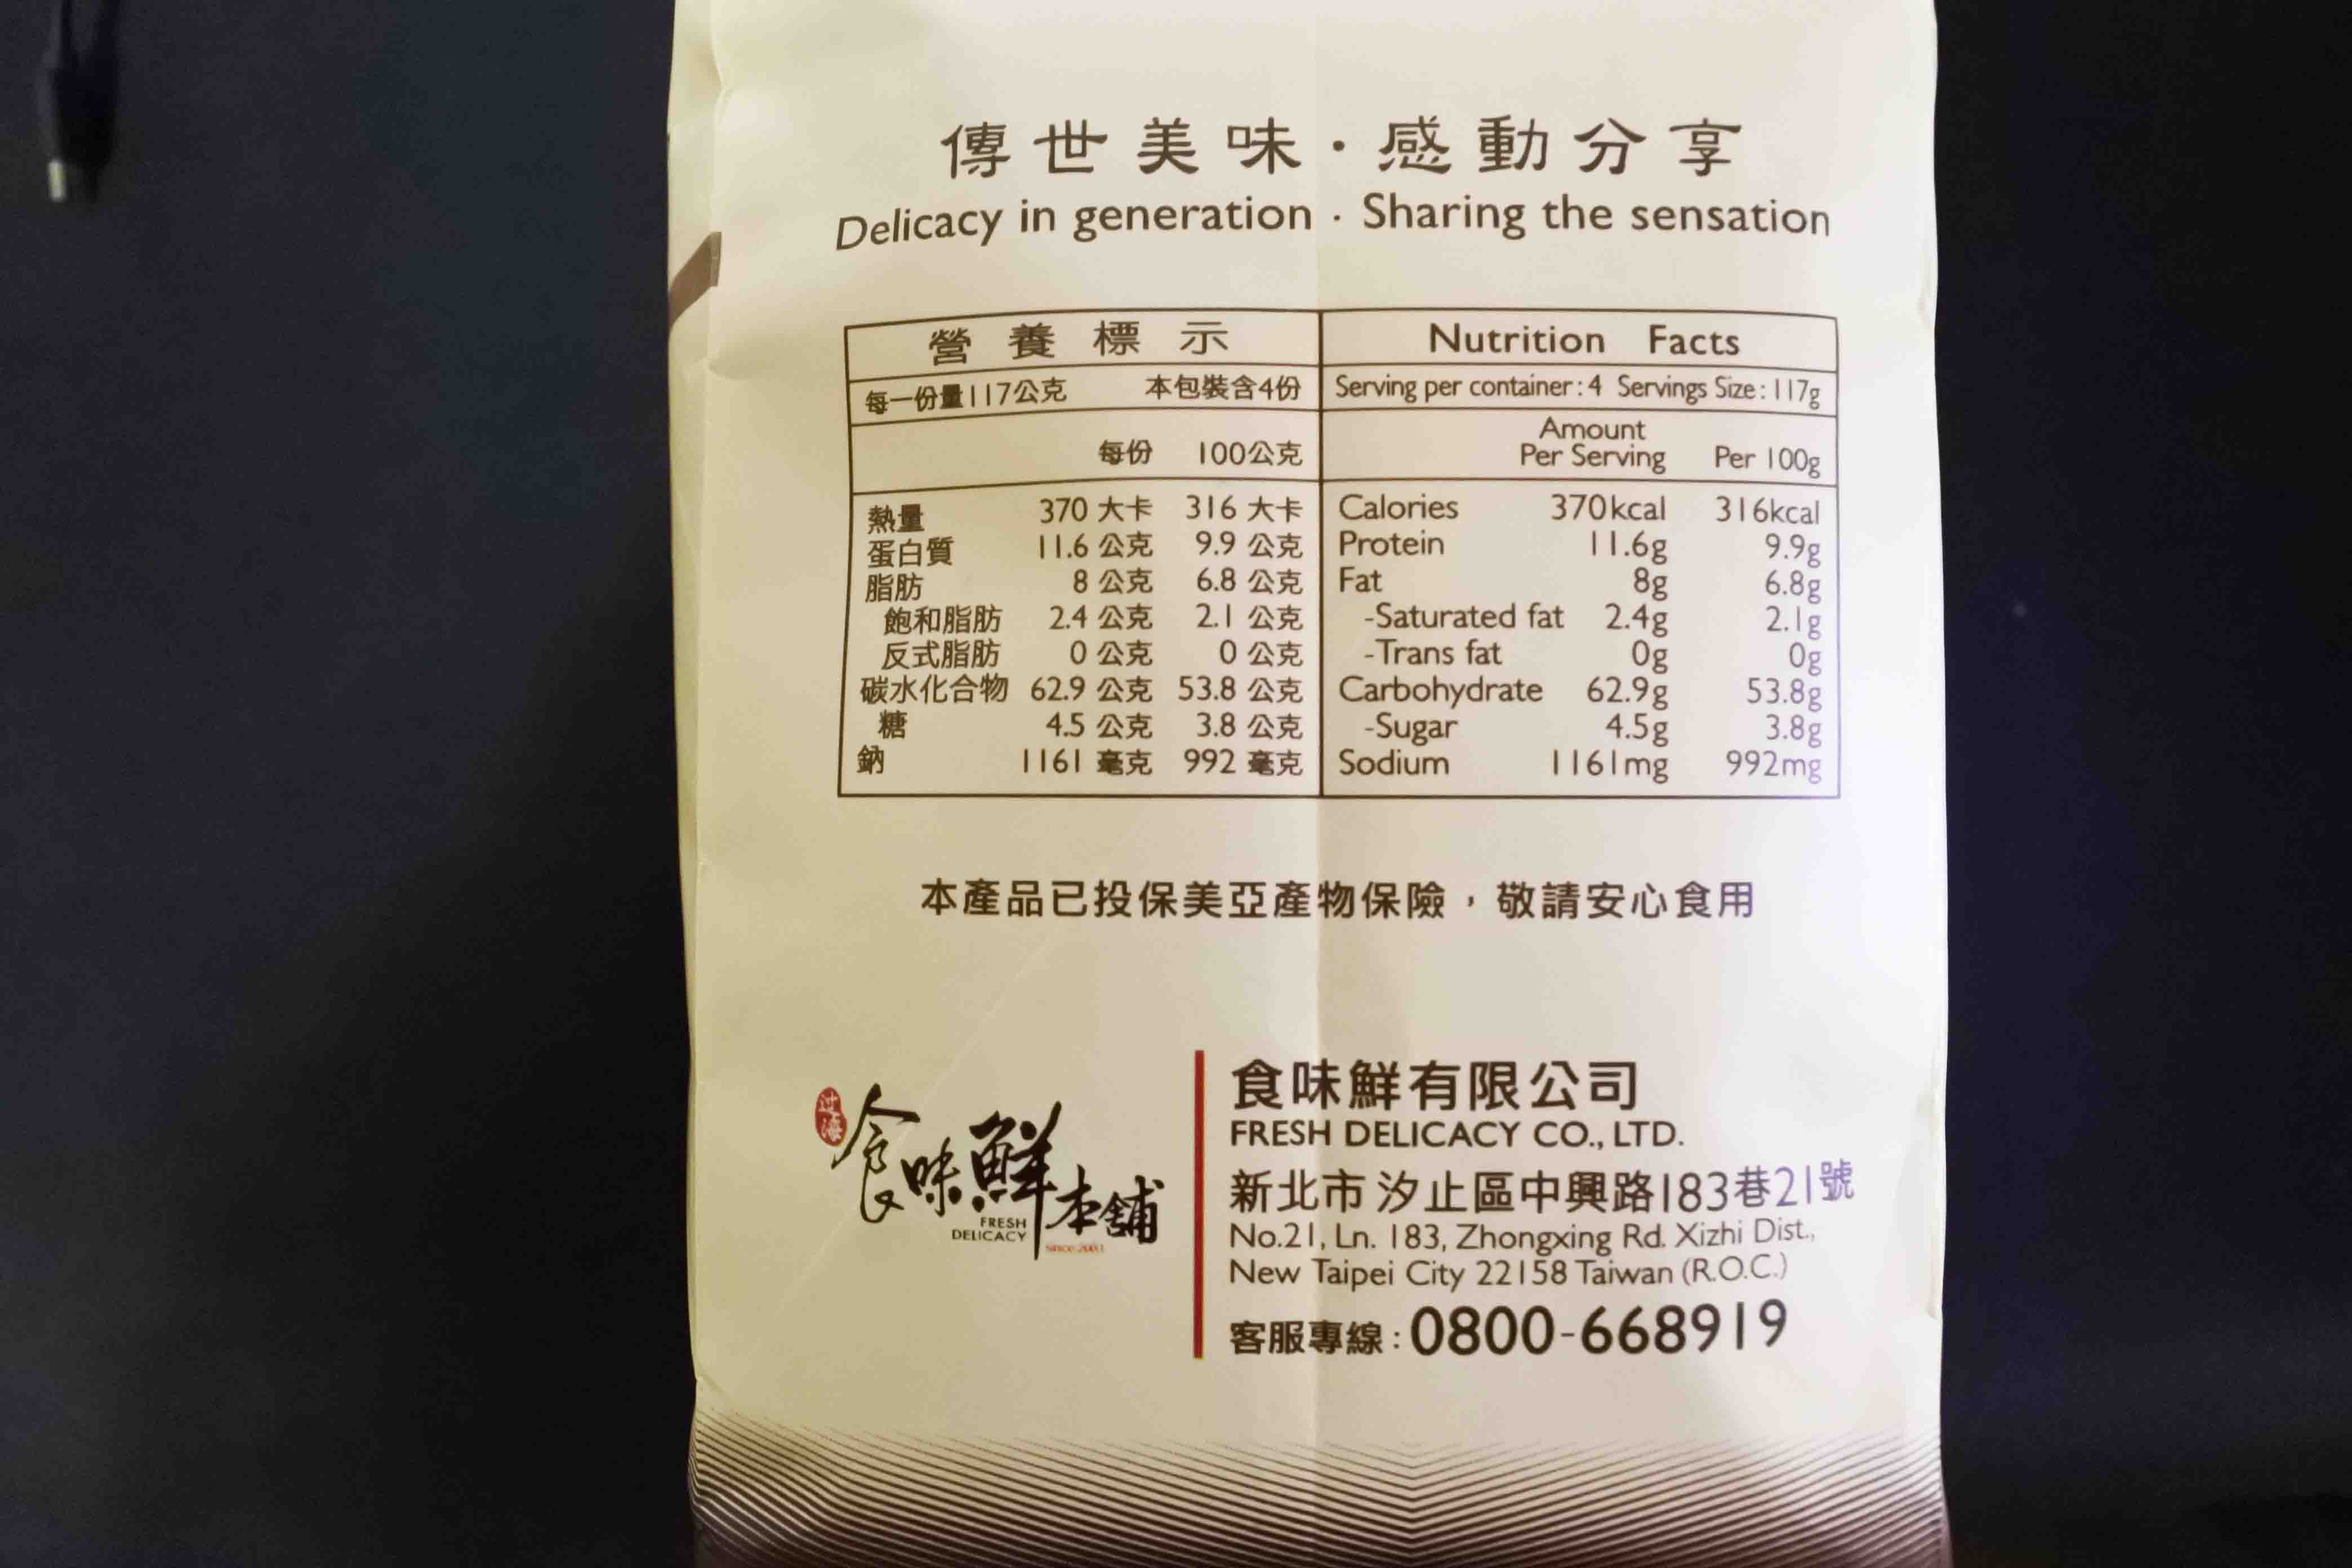 傳世美味·感動分享
Delicacy in generation · Sharing the sensation
營養標示
每一份量117公克 本包裝含4份
每份 100公克
熱量 370 大卡 316 大卡
蛋白質 11.6 公克 9.9 公克
脂肪 8 公克 6.8 公克
飽和脂肪 2.4 公克 2.1 公克
反式脂肪 0 公克 0 公克
碳水化合物 62.9 公克 53.8 公克
糖 4.5 公克 3.8 公克
鈉 1161 毫克 992 毫克
Nutrition Facts
Serving per container: 4 Servings Size: 117g
Amount
Per Serving Per 100g
Calories 370kcal 316kcal
Protein 11.6g 9.9g
Fat 8g 6.8g
-Saturated fat 2.4g 2.1g
-Trans fat 0g 0g
Carbohydrate 62.9g 53.8g
-Sugar 4.5g 3.8g
Sodium 1161mg 992mg
本產品已投保美亞產物保險，敬請安心食用
过海
食味鮮本舖
FRESH
DELICACY
since 2003
食味鮮有限公司
FRESH DELICACY CO., LTD.
新北市汐止區中興路183巷21號
No.21, Ln. 183, Zhongxing Rd. Xizhi Dist.,
New Taipei City 22158 Taiwan (R.O.C.)
客服專線：0800-668919